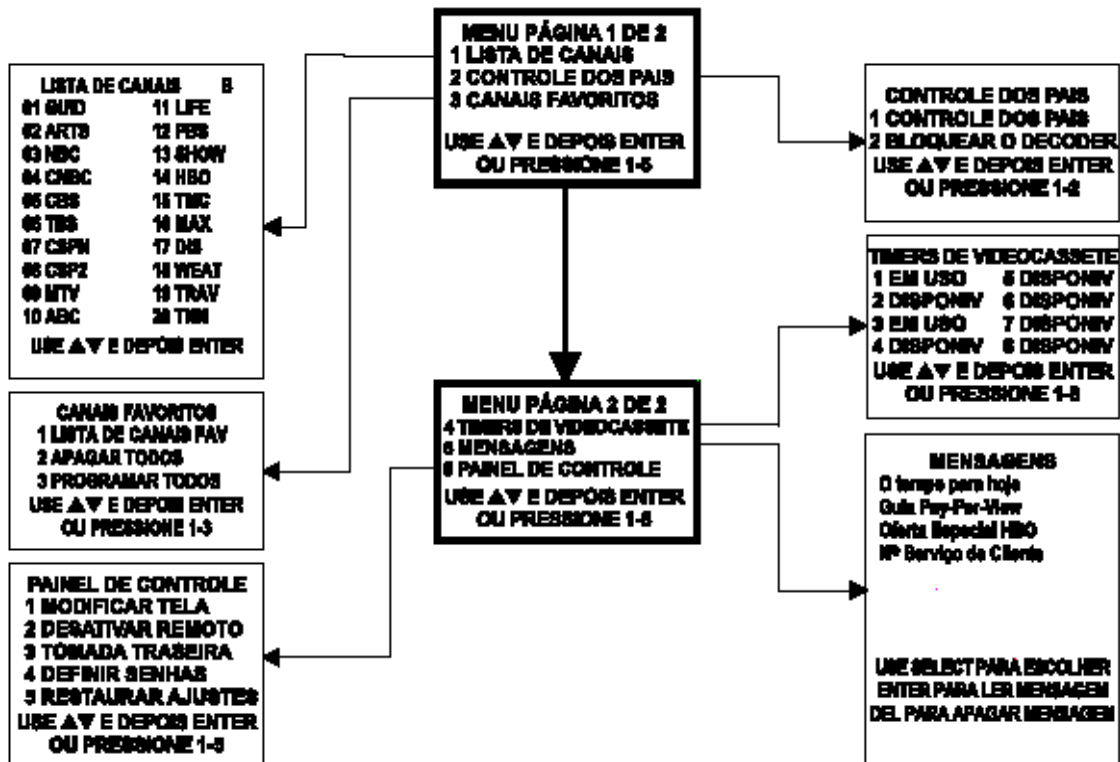 MENU PÁGINA 1 DE 2
1 LISTA DE CANAIS
2 CONTROLE DOS PAIS
3 CANAIS FAVORITOS
USE ▲▼ E DEPOIS ENTER
OU PRESSIONE 1-5
LISTA DE CANAIS B
01 GUID 11 LIFE
02 ARTS 12 PBS
03 NBC 13 SHOW
04 CNBC 14 HBO
05 CBS 15 TMC
06 TBS 16 MAX
07 CSPN 17 DIS
08 CSP2 18 WEAT
09 MTV 19 TRAV
10 ABC 20 TNN
USE ▲▼ E DEPOIS ENTER
CONTROLE DOS PAIS
1 CONTROLE DOS PAIS
2 BLOQUEAR O DECODER
USE ▲▼ E DEPOIS ENTER
OU PRESSIONE 1-2
TIMERS DE VIDEOCASSETE
1 EM USO 5 DISPONIV
2 DISPONIV 6 DISPONIV
3 EM USO 7 DISPONIV
4 DISPONIV 8 DISPONIV
USE ▲▼ E DEPOIS ENTER
OU PRESSIONE 1-8
CANAIS FAVORITOS
1 LISTA DE CANAIS FAV
2 APAGAR TODOS
3 PROGRAMAR TODOS
USE ▲▼ E DEPOIS ENTER
OU PRESSIONE 1-3
MENU PÁGINA 2 DE 2
4 TIMERS DE VIDEOCASSETE
5 MENSAGENS
6 PAINEL DE CONTROLE
USE ▲▼ E DEPOIS ENTER
OU PRESSIONE 1-5
MENSAGENS
O tempo para hoje
Guia Pay-Per-View
Oferta Especial HBO
Nº Serviço de Cliente
USE SELECT PARA ESCOLHER
ENTER PARA LER MENSAGEM
DEL PARA APAGAR MENSAGEM
PAINEL DE CONTROLE
1 MODIFICAR TELA
2 DESATIVAR REMOTO
3 TOMADA TRASEIRA
4 DEFINIR SENHAS
5 RESTAURAR AJUSTES
USE ▲▼ E DEPOIS ENTER
OU PRESSIONE 1-5